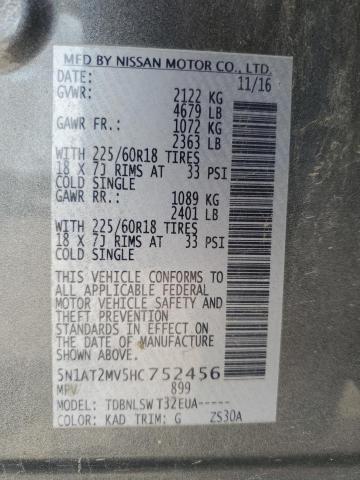 MFD BY NISSAN MOTOR CO., LTD.
DATE: 11/16
GVWR: 2122 KG
4679 LB
GAWR FR.: 1072 KG
2363 LB
WITH 225/60R18 TIRES
18 X 7J RIMS AT 33 PSI
COLD SINGLE
GAWR RR.: 1089 KG
2401 LB
WITH 225/60R18 TIRES
18 X 7J RIMS AT 33 PSI
COLD SINGLE
THIS VEHICLE CONFORMS TO
ALL APPLICABLE FEDERAL
MOTOR VEHICLE SAFETY AND
THEFT PREVENTION
STANDARDS IN EFFECT ON
THE DATE OF MANUFACTURE
SHOWN ABOVE.
5N1AT2MV5HC752456
MPV 899
MODEL: TDBNLSWT32EUA-----
COLOR: KAD TRIM: G ZS30A